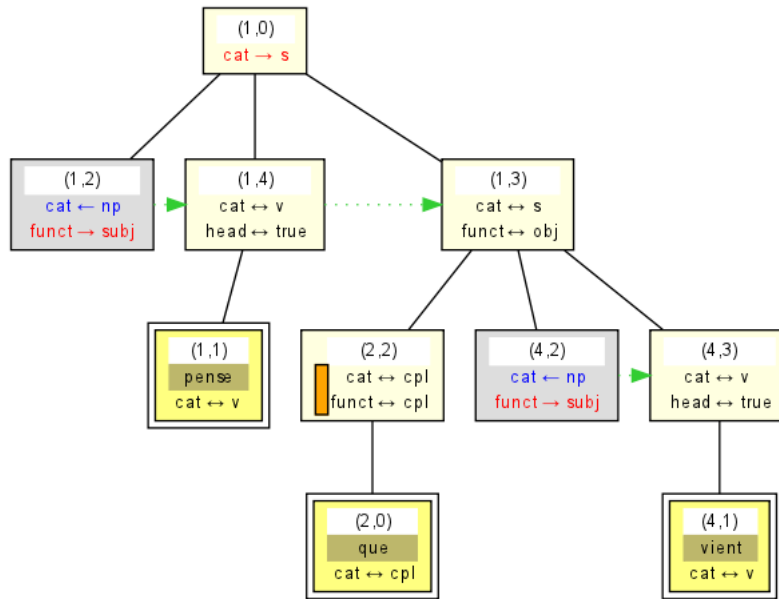 (1,0)
cat → s
(1,2)
cat ← np
funct → subj
(1,4)
cat ↔ v
head ↔ true
(1,3)
cat ↔ s
funct ↔ obj
(1,1)
pense
cat ↔ v
(2,2)
cat ↔ cpl
funct ↔ cpl
(4,2)
cat ← np
funct → subj
(4,3)
cat ↔ v
head ↔ true
(2,0)
que
cat ↔ cpl
(4,1)
vient
cat ↔ v